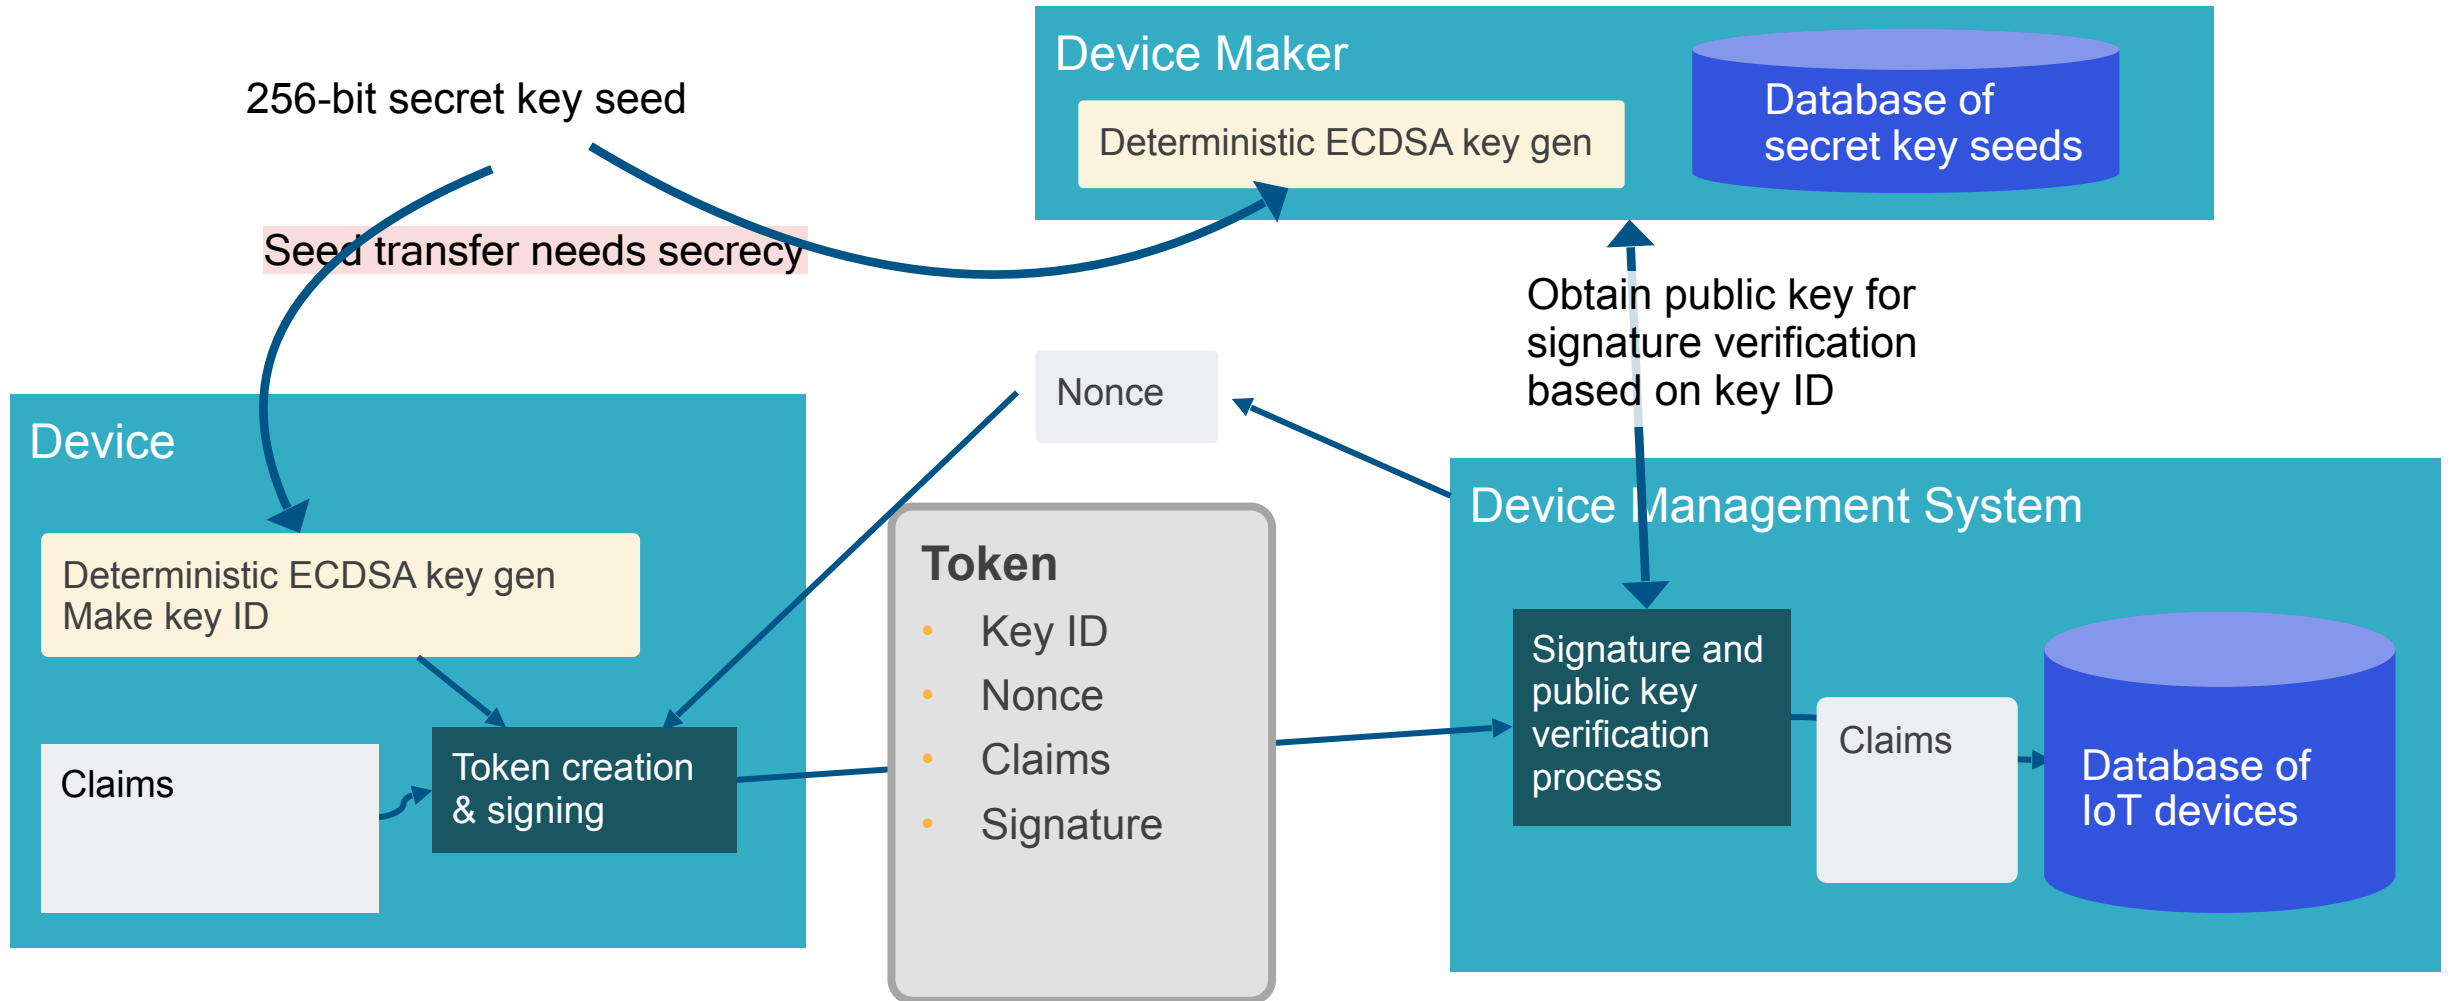 256-bit secret key seed
Seed transfer needs secrecy
Device Maker
Deterministic ECDSA key gen
Database of
secret key seeds
Obtain public key for
signature verification
based on key ID
Nonce
Device
Deterministic ECDSA key gen
Make key ID
Claims
Token creation
& signing
Token
• Key ID
• Nonce
• Claims
• Signature
Device Management System
Signature and
public key
verification
process
Claims
Database of
IoT devices